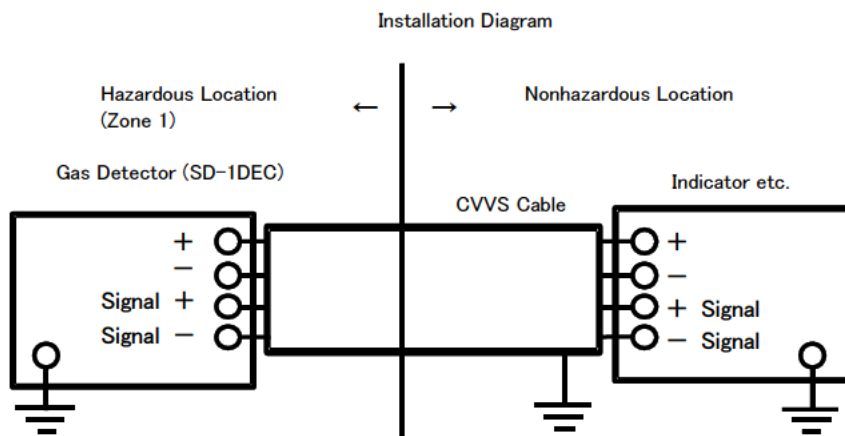 Installation Diagram
Hazardous Location
(Zone 1)
← →
Nonhazardous Location
Gas Detector (SD-1DEC)
Indicator etc.
CVVS Cable
+
−
Signal +
Signal −
+
−
+ Signal
− Signal